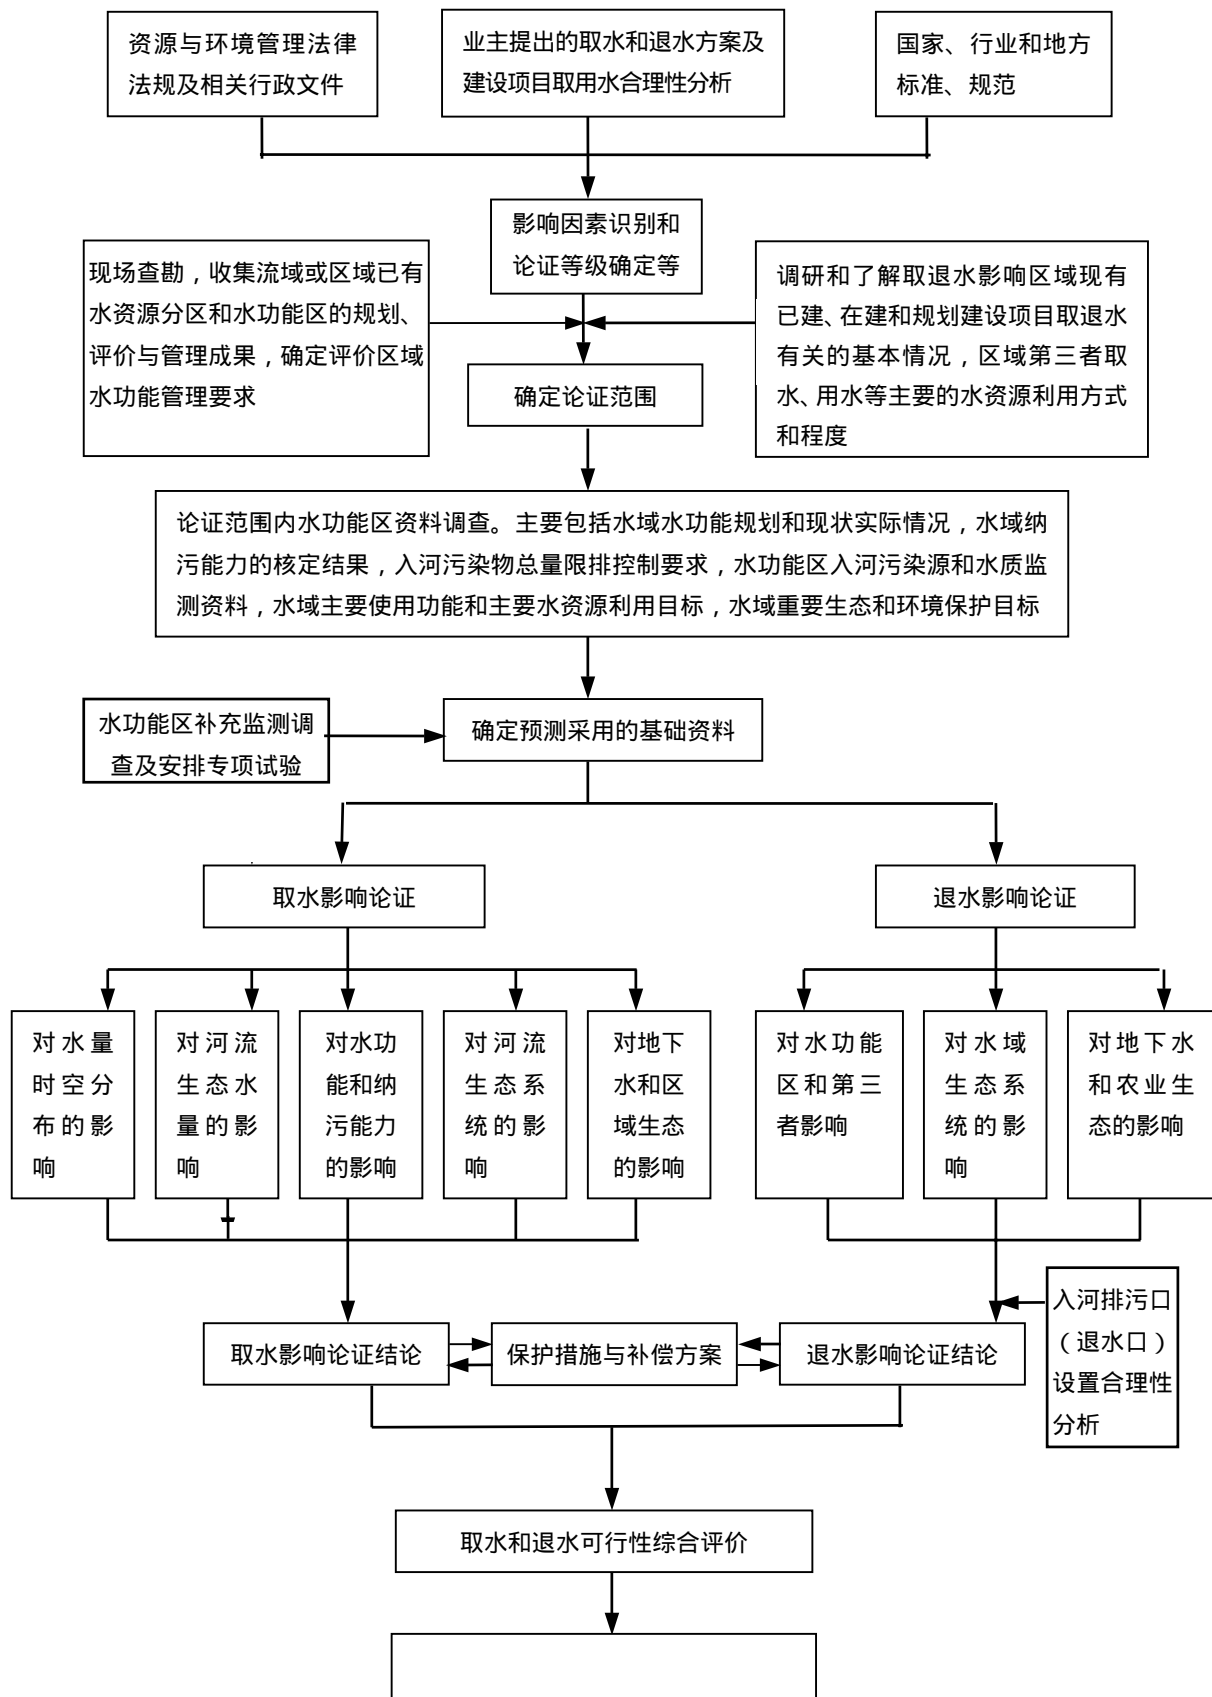 资源与环境管理法律
法规及相关行政文件
业主提出的取水和退水方案及
建设项目取用水合理性分析
国家、行业和地方
标准、规范
影响因素识别和
论证等级确定等
现场查勘，收集流域或区域已有
水资源分区和水功能区的规划、
评价与管理成果，确定评价区域
水功能管理要求
调研和了解取退水影响区域现有
已建、在建和规划建设项目取退水
有关的基本情况，区域第三者取
水、用水等主要的水资源利用方式
和程度
确定论证范围
论证范围内水功能区资料调查。主要包括水域水功能规划和现状实际情况，水域纳
污能力的核定结果，入河污染物总量限排控制要求，水功能区入河污染源和水质监
测资料，水域主要使用功能和主要水资源利用目标，水域重要生态和环境保护目标
水功能区补充监测调
查及安排专项试验
确定预测采用的基础资料
取水影响论证
退水影响论证
对水量
时空分
布的影
响
对河流
生态水
量的影
响
对水功
能和纳
污能力
的影响
对河流
生态系
统的影
响
对地下
水和区
域生态
的影响
对水功能
区和第三
者影响
对水域
生态系
统的影
响
对地下水
和农业生
态的影响
入河排污口
（退水口）
设置合理性
分析
取水影响论证结论
保护措施与补偿方案
退水影响论证结论
取水和退水可行性综合评价